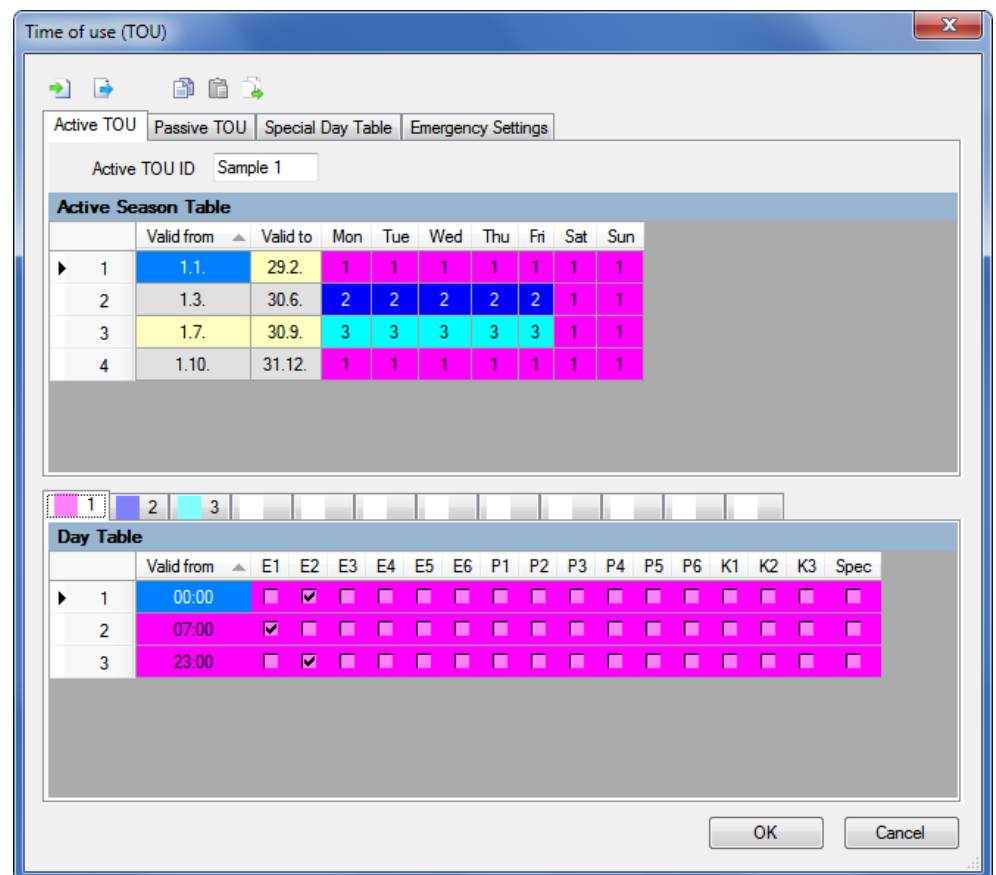 Time of use (TOU)
Active TOU Passive TOU Special Day Table Emergency Settings
Active TOU ID Sample 1
Active Season Table
Valid from Valid to Mon Tue Wed Thu Fri Sat Sun
1 1.1. 29.2. 1 1 1 1 1 1 1
2 1.3. 30.6. 2 2 2 2 2 1 1
3 1.7. 30.9. 3 3 3 3 3 1 1
4 1.10. 31.12. 1 1 1 1 1 1 1
1 2 3
Day Table
Valid from E1 E2 E3 E4 E5 E6 P1 P2 P3 P4 P5 P6 K1 K2 K3 Spec
1 00:00
2 07:00
3 23:00
OK Cancel